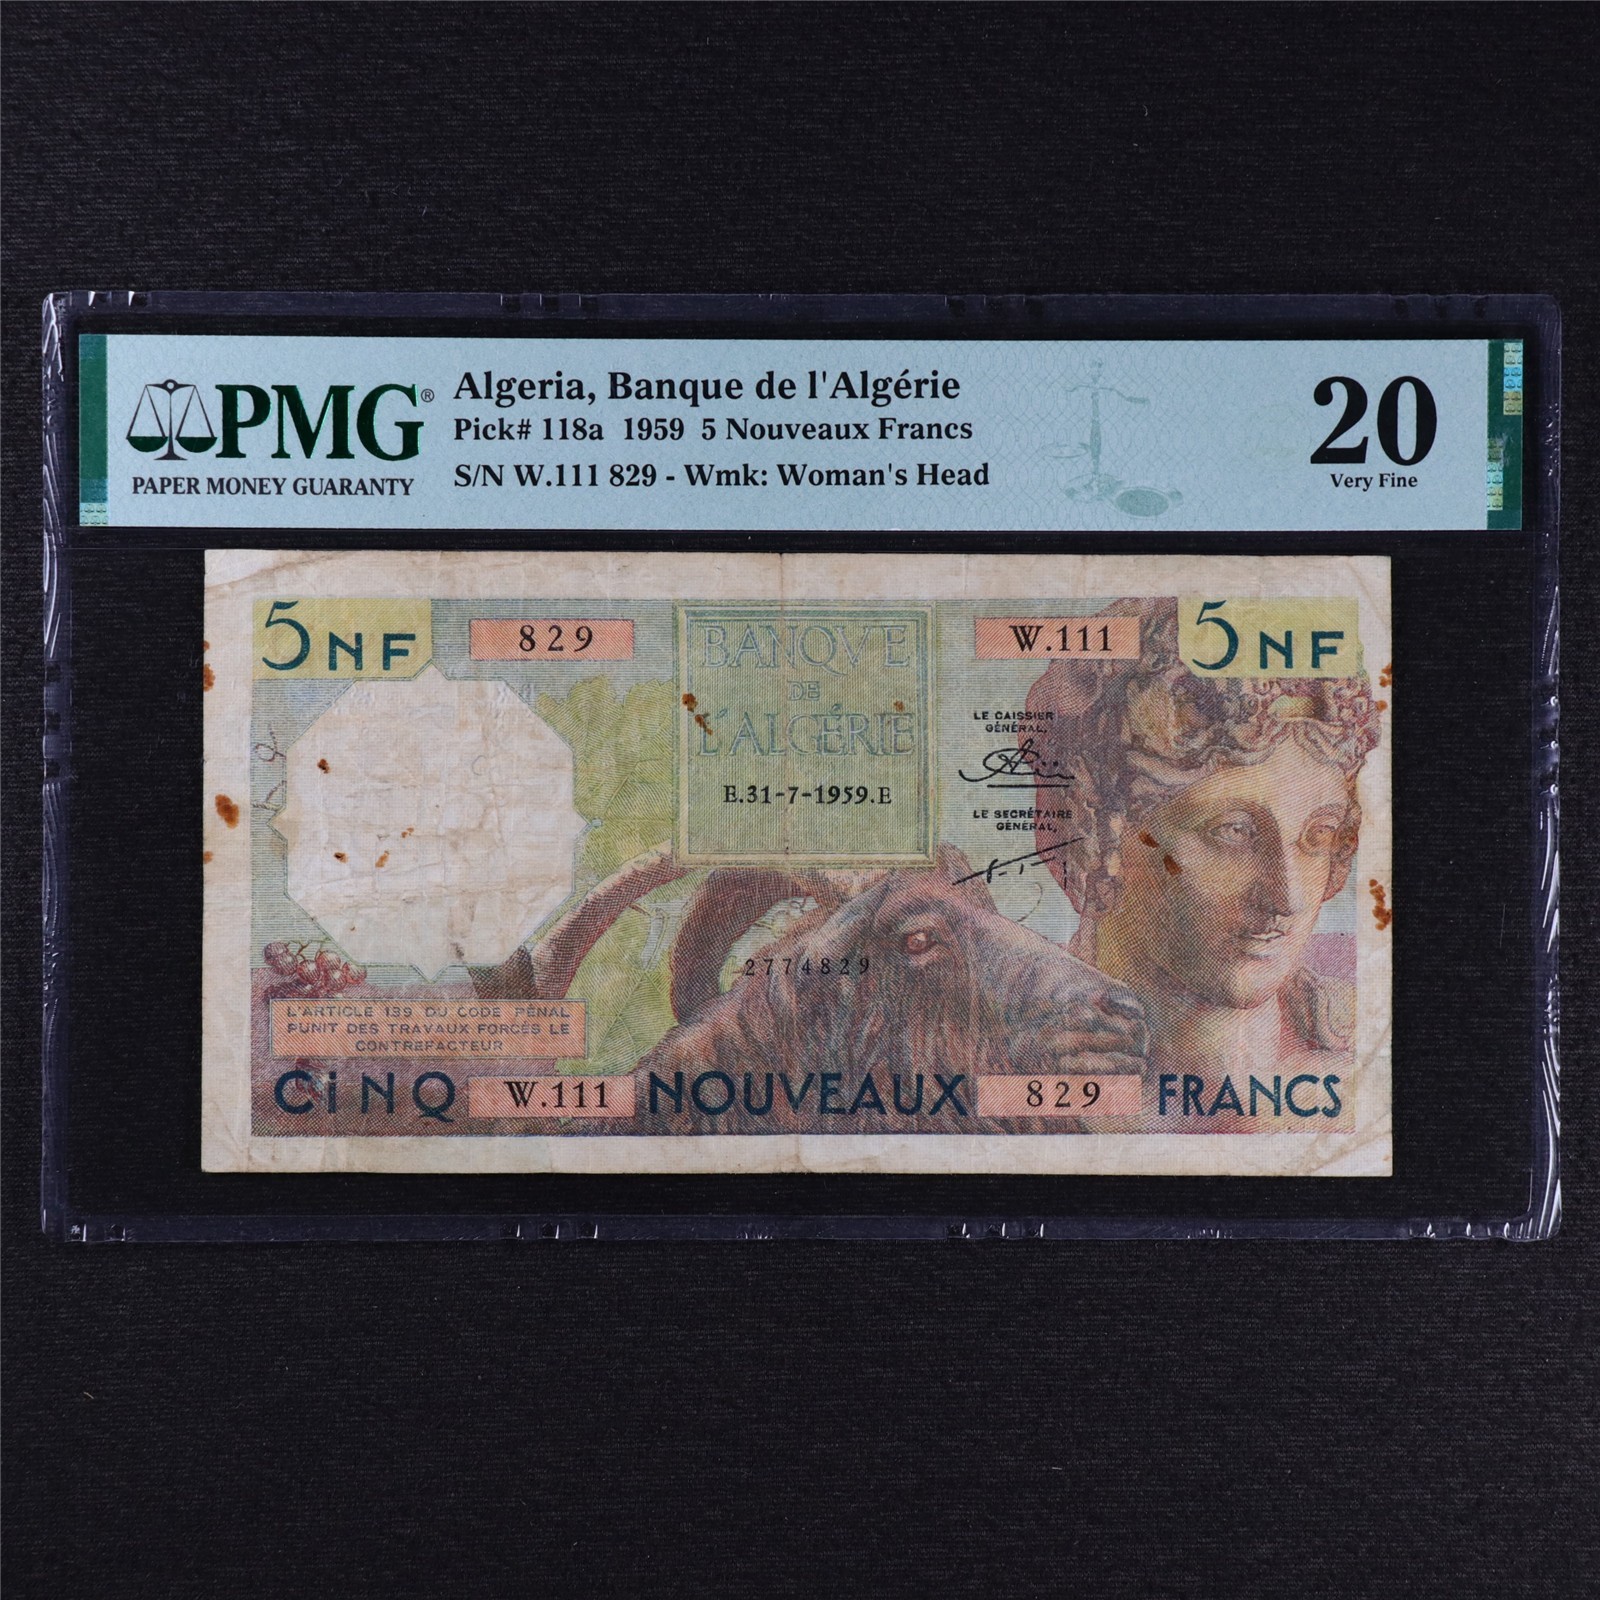 PMG®
PAPER MONEY GUARANTY
Algeria, Banque de l'Algérie
Pick# 118a 1959 5 Nouveaux Francs
S/N W.111 829 - Wmk: Woman's Head
20
Very Fine
5 NF
829
BANQVE
DE
L'ALGÉRIE
W.111
5 NF
LE CAISSIER
GÉNÉRAL,
E.31-7-1959.E
LE SECRÉTAIRE
GÉNÉRAL,
2774829
L'ARTICLE 139 DU CODE PÉNAL
PUNIT DES TRAVAUX FORCÉS LE
CONTREFACTEUR
CiNQ W.111 NOUVEAUX 829 FRANCS